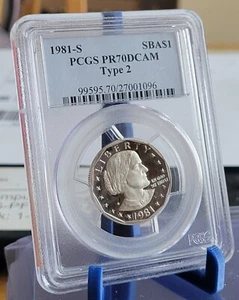 1981-S SBA$1
PCGS PR70DCAM
Type 2
99595.70/27001096
LIBERTY
1981